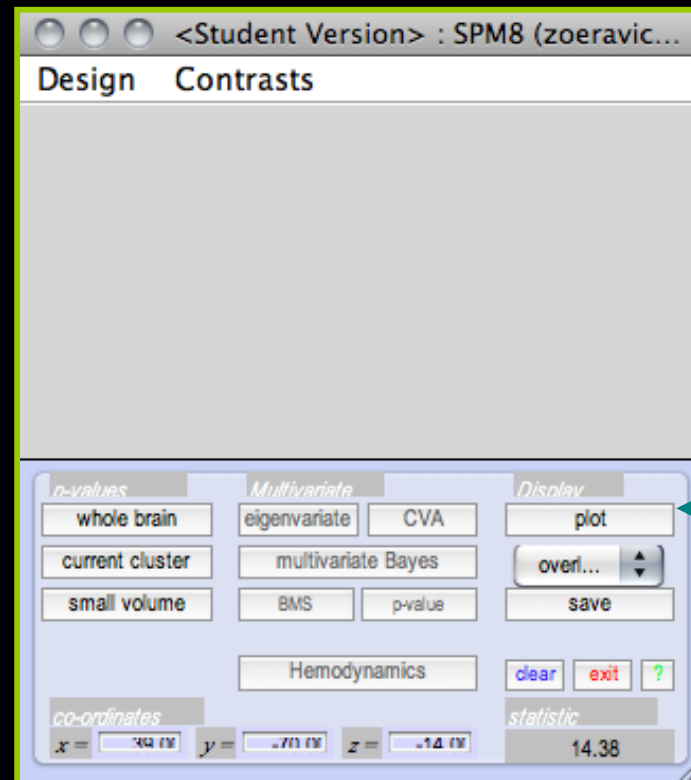 <Student Version> : SPM8 (zoeravic...
Design Contrasts
p-values Multivariate Display
whole brain eigenvariate CVA plot
current cluster multivariate Bayes overl...
small volume BMS p-value save
Hemodynamics clear exit ?
co-ordinates statistic
x = y = z = 14.38